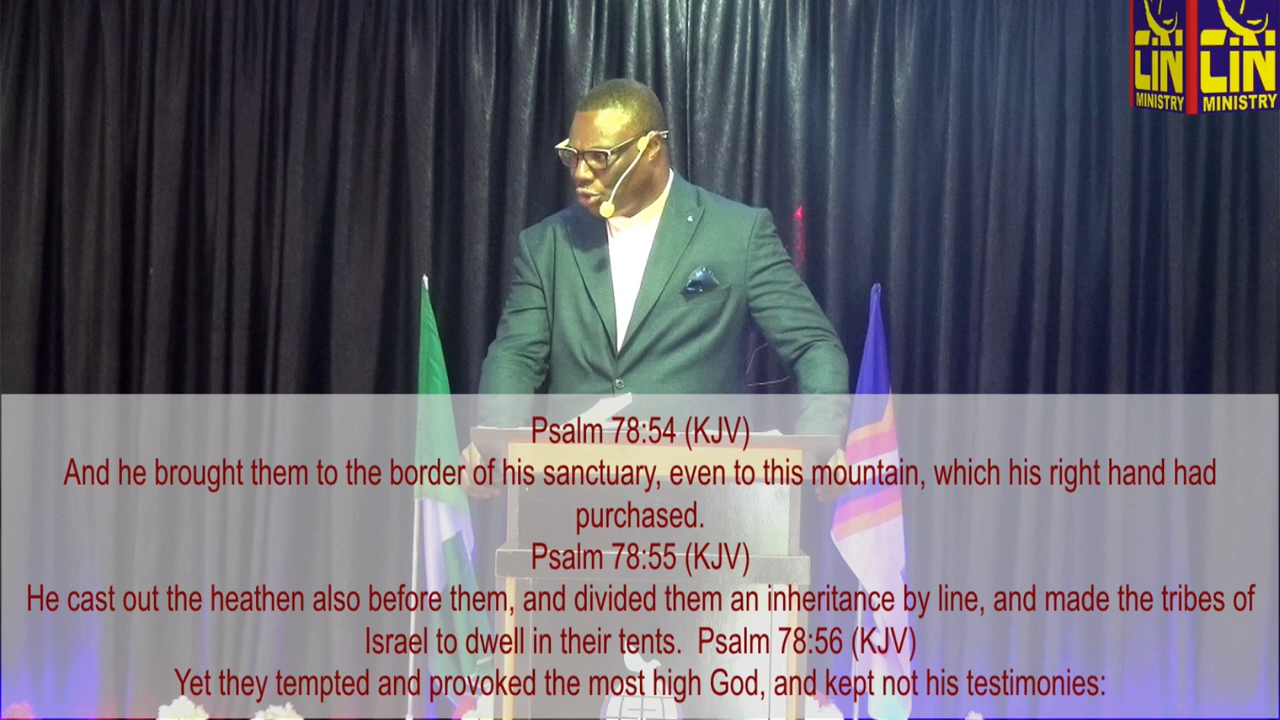 LIN
MINISTRY
LIN
MINISTRY
Psalm 78:54 (KJV)
And he brought them to the border of his sanctuary, even to this mountain, which his right hand had
purchased.
Psalm 78:55 (KJV)
He cast out the heathen also before them, and divided them an inheritance by line, and made the tribes of
Israel to dwell in their tents. Psalm 78:56 (KJV)
Yet they tempted and provoked the most high God, and kept not his testimonies: